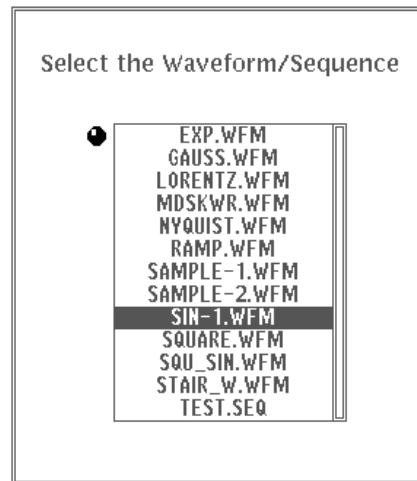 Select the Waveform/Sequence
EXP.WFM
GAUSS.WFM
LORENTZ.WFM
MDSKWR.WFM
NYQUIST.WFM
RAMP.WFM
SAMPLE-1.WFM
SAMPLE-2.WFM
SIN-1.WFM
SQUARE.WFM
SQU_SIN.WFM
STAIR_W.WFM
TEST.SEQ